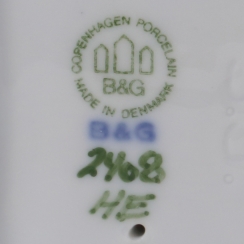 COPENHAGEN PORCELAIN
B&G
MADE IN DENMARK
B&G
2468
HE